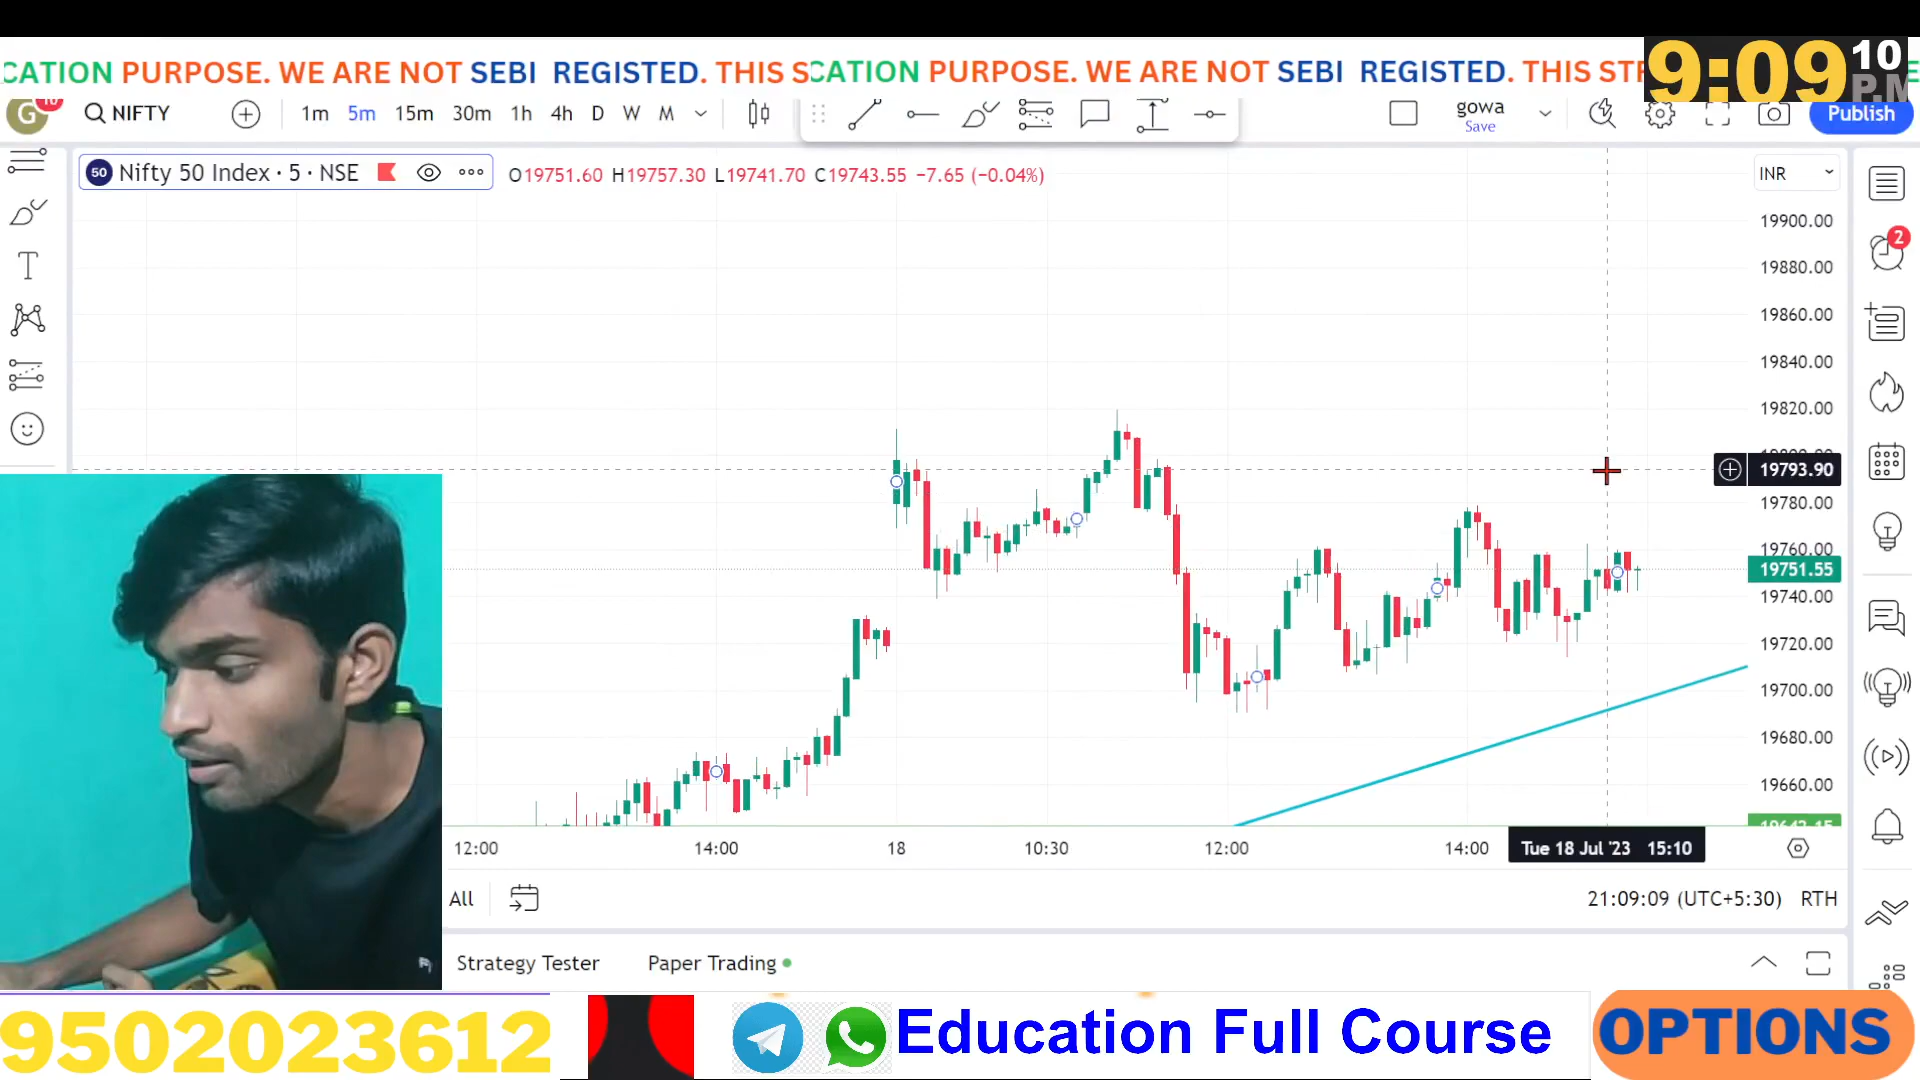 CATION PURPOSE. WE ARE NOT SEBI REGISTED. THIS SCATION PURPOSE. WE ARE NOT SEBI REGISTED. THIS STR
9:09 10 P.M
G 10 NIFTY 1m 5m 15m 30m 1h 4h D W M gowa Save Publish
50 Nifty 50 Index · 5 · NSE O19751.60 H19757.30 L19741.70 C19743.55 −7.65 (−0.04%) INR
19900.00
2
19880.00
19860.00
19840.00
19820.00
19793.90
19780.00
19760.00
19751.55
19740.00
19720.00
19700.00
19680.00
19660.00
12:00 14:00 18 10:30 12:00 14:00 Tue 18 Jul '23 15:10
All 21:09:09 (UTC+5:30) RTH
Strategy Tester Paper Trading
9502023612 Education Full Course OPTIONS